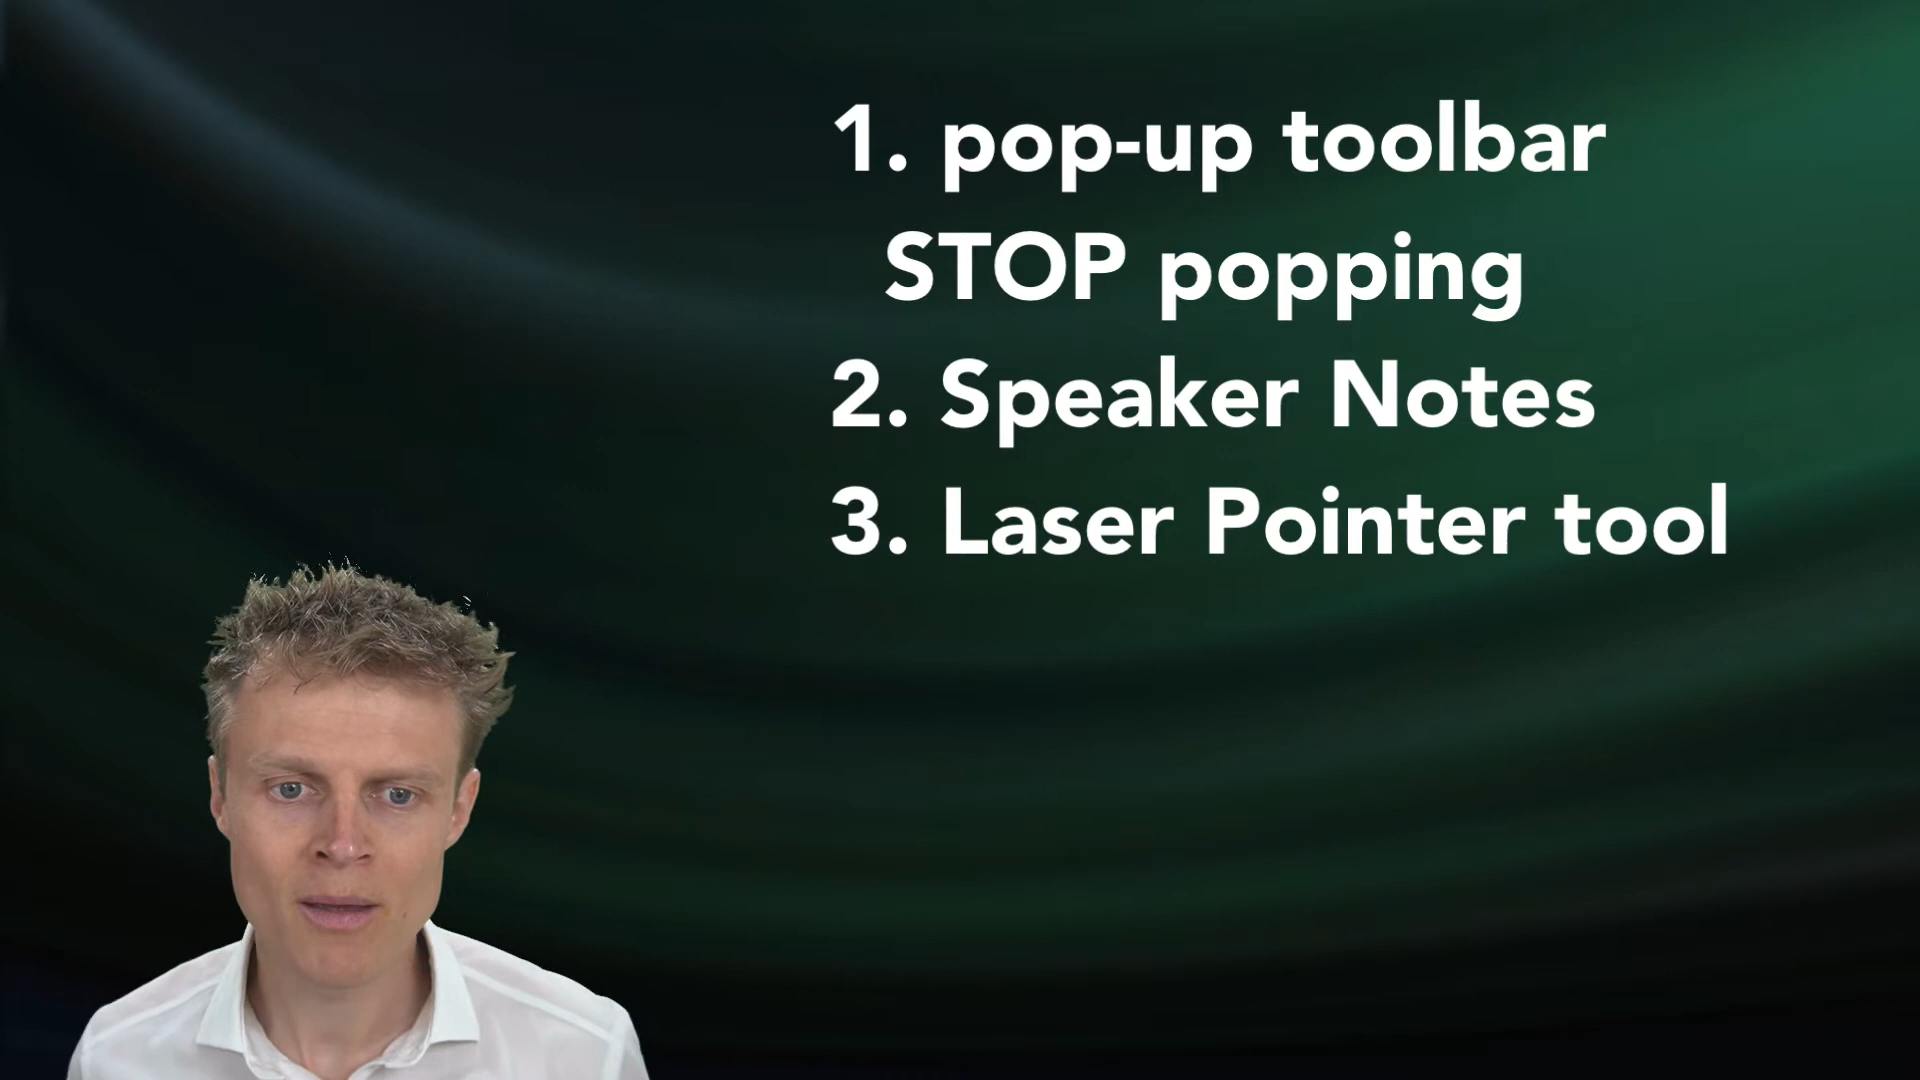 1. pop-up toolbar
STOP popping
2. Speaker Notes
3. Laser Pointer tool